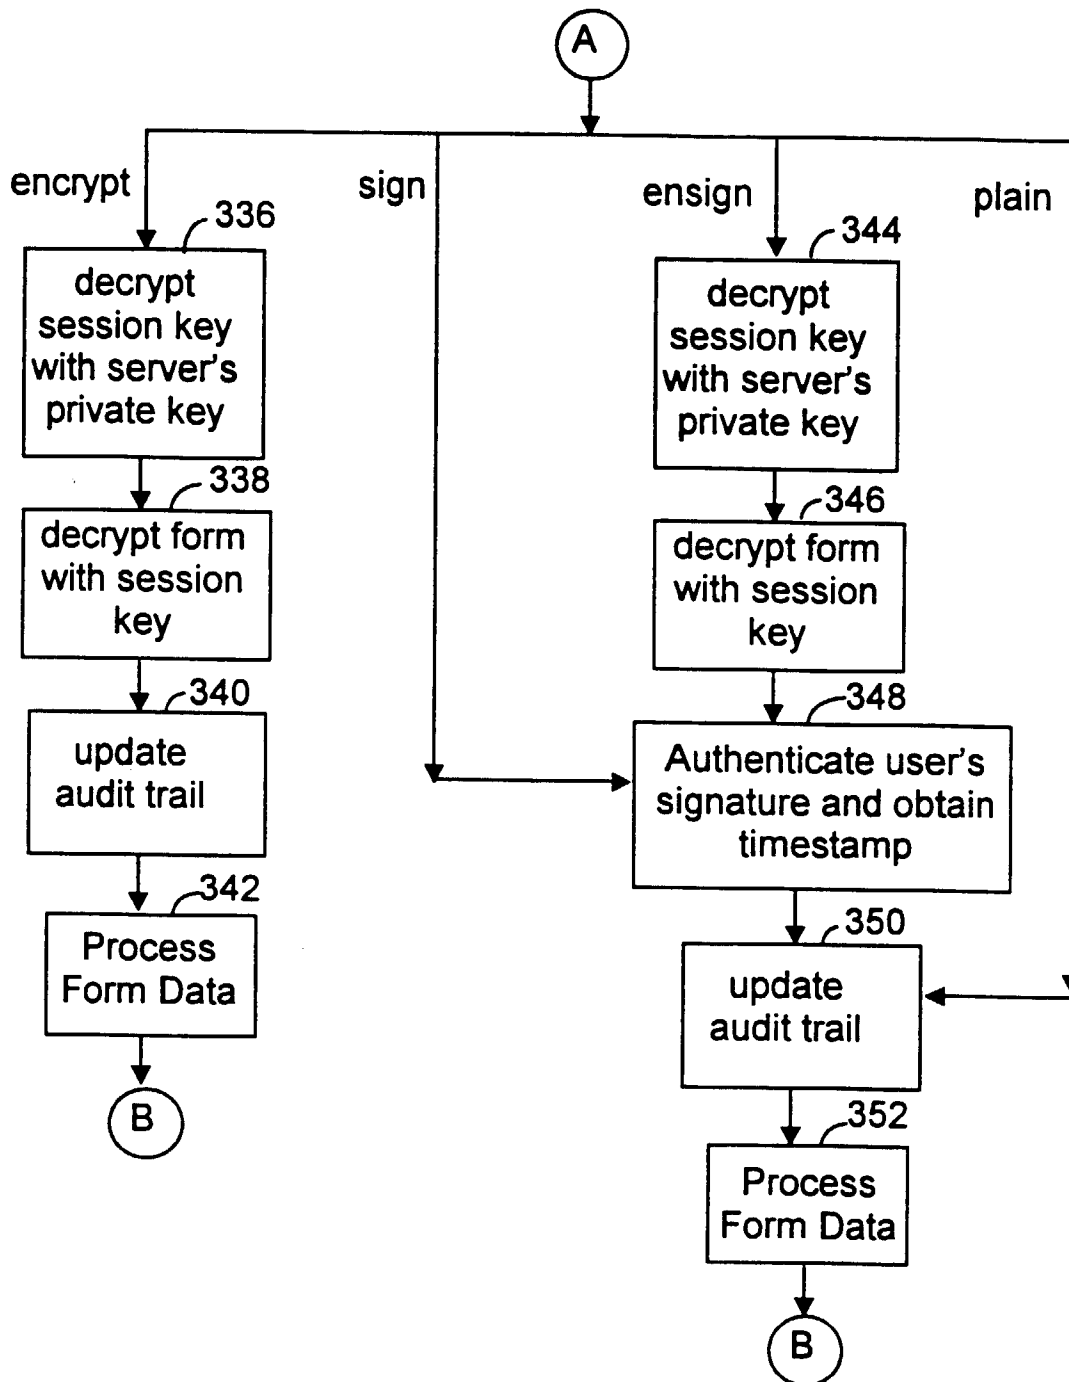 A
encrypt
sign
ensign
plain
336
decrypt
session key
with server's
private key
338
decrypt form
with session
key
340
update
audit trail
342
Process
Form Data
B
344
decrypt
session key
with server's
private key
346
decrypt form
with session
key
348
Authenticate user's
signature and obtain
timestamp
350
update
audit trail
352
Process
Form Data
B